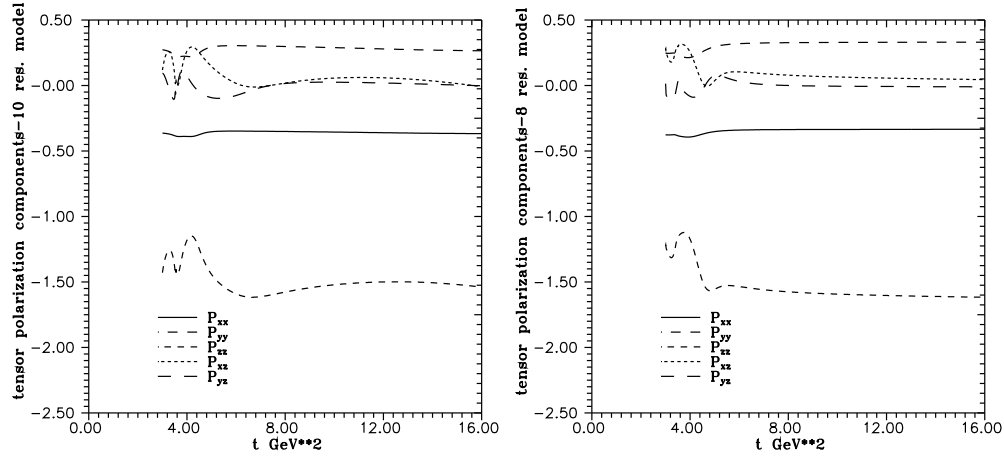 tensor polarization components-10 res. model
0.50
-0.00
-0.50
-1.00
-1.50
-2.00
-2.50
P_xx
P_yy
P_zz
P_xz
P_yz
0.00 4.00 8.00 12.00 16.00
t GeV**2
tensor polarization components-8 res. model
0.50
-0.00
-0.50
-1.00
-1.50
-2.00
-2.50
P_xx
P_yy
P_zz
P_xz
P_yz
0.00 4.00 8.00 12.00 16.00
t GeV**2